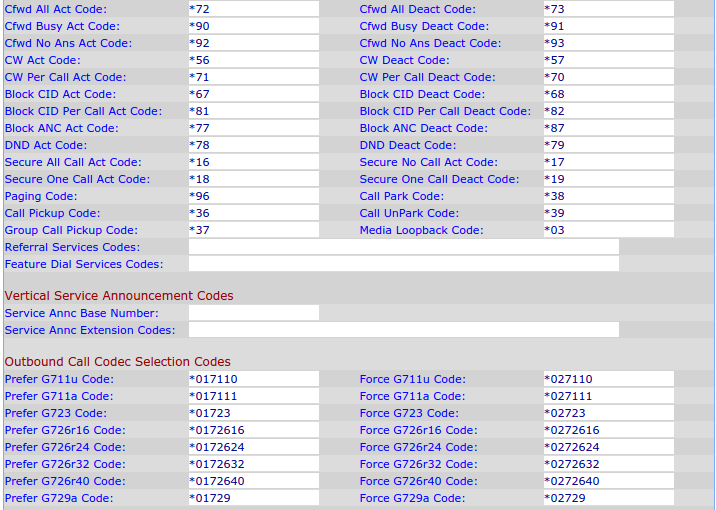 Cfwd All Act Code: *72 Cfwd All Deact Code: *73
Cfwd Busy Act Code: *90 Cfwd Busy Deact Code: *91
Cfwd No Ans Act Code: *92 Cfwd No Ans Deact Code: *93
CW Act Code: *56 CW Deact Code: *57
CW Per Call Act Code: *71 CW Per Call Deact Code: *70
Block CID Act Code: *67 Block CID Deact Code: *68
Block CID Per Call Act Code: *81 Block CID Per Call Deact Code: *82
Block ANC Act Code: *77 Block ANC Deact Code: *87
DND Act Code: *78 DND Deact Code: *79
Secure All Call Act Code: *16 Secure No Call Act Code: *17
Secure One Call Act Code: *18 Secure One Call Deact Code: *19
Paging Code: *96 Call Park Code: *38
Call Pickup Code: *36 Call UnPark Code: *39
Group Call Pickup Code: *37 Media Loopback Code: *03
Referral Services Codes:
Feature Dial Services Codes:
Vertical Service Announcement Codes
Service Annc Base Number:
Service Annc Extension Codes:
Outbound Call Codec Selection Codes
Prefer G711u Code: *017110 Force G711u Code: *027110
Prefer G711a Code: *017111 Force G711a Code: *027111
Prefer G723 Code: *01723 Force G723 Code: *02723
Prefer G726r16 Code: *0172616 Force G726r16 Code: *0272616
Prefer G726r24 Code: *0172624 Force G726r24 Code: *0272624
Prefer G726r32 Code: *0172632 Force G726r32 Code: *0272632
Prefer G726r40 Code: *0172640 Force G726r40 Code: *0272640
Prefer G729a Code: *01729 Force G729a Code: *02729